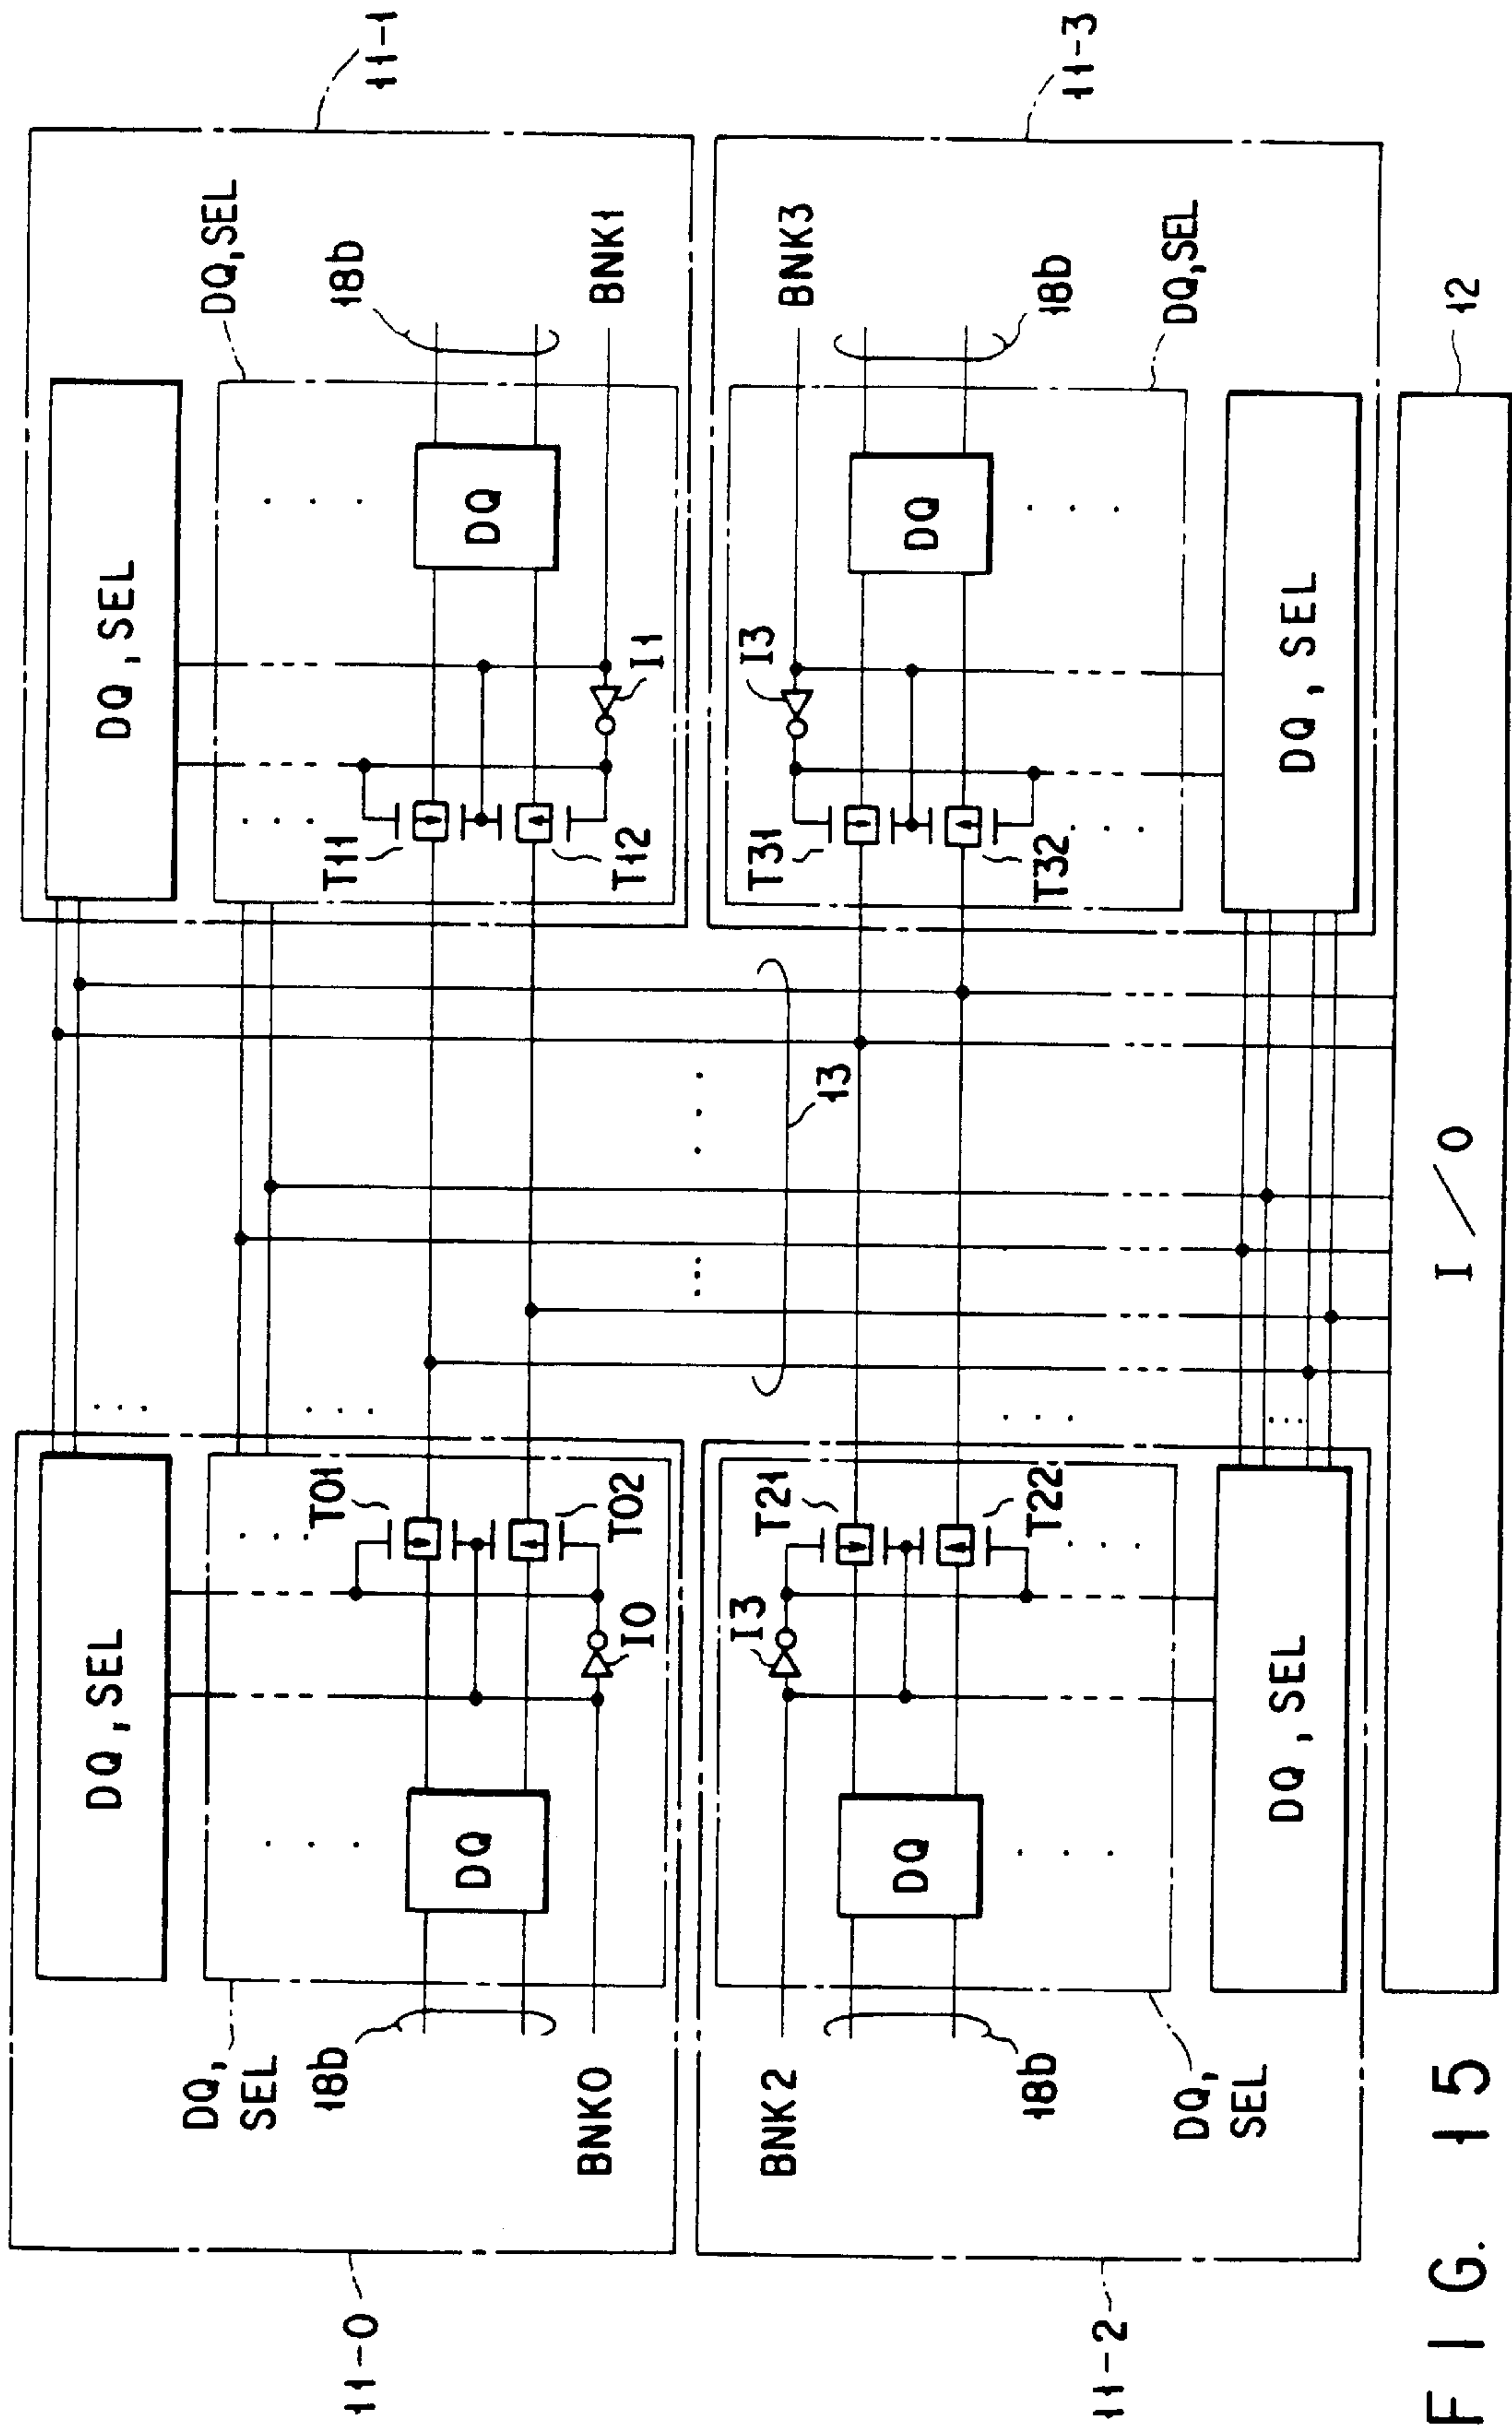 11-0
11-1
DQ, SEL
DQ, SEL
DQ, SEL
DQ, SEL
18b
18b
T01
T11
DQ
DQ
T02
T12
I0
I1
BNK0
BNK1
BNK2
BNK3
I3
I3
T21
T31
13
DQ
DQ
T22
T32
18b
18b
DQ, SEL
DQ, SEL
DQ, SEL
DQ, SEL
11-2
11-3
I/O
12
FIG. 15